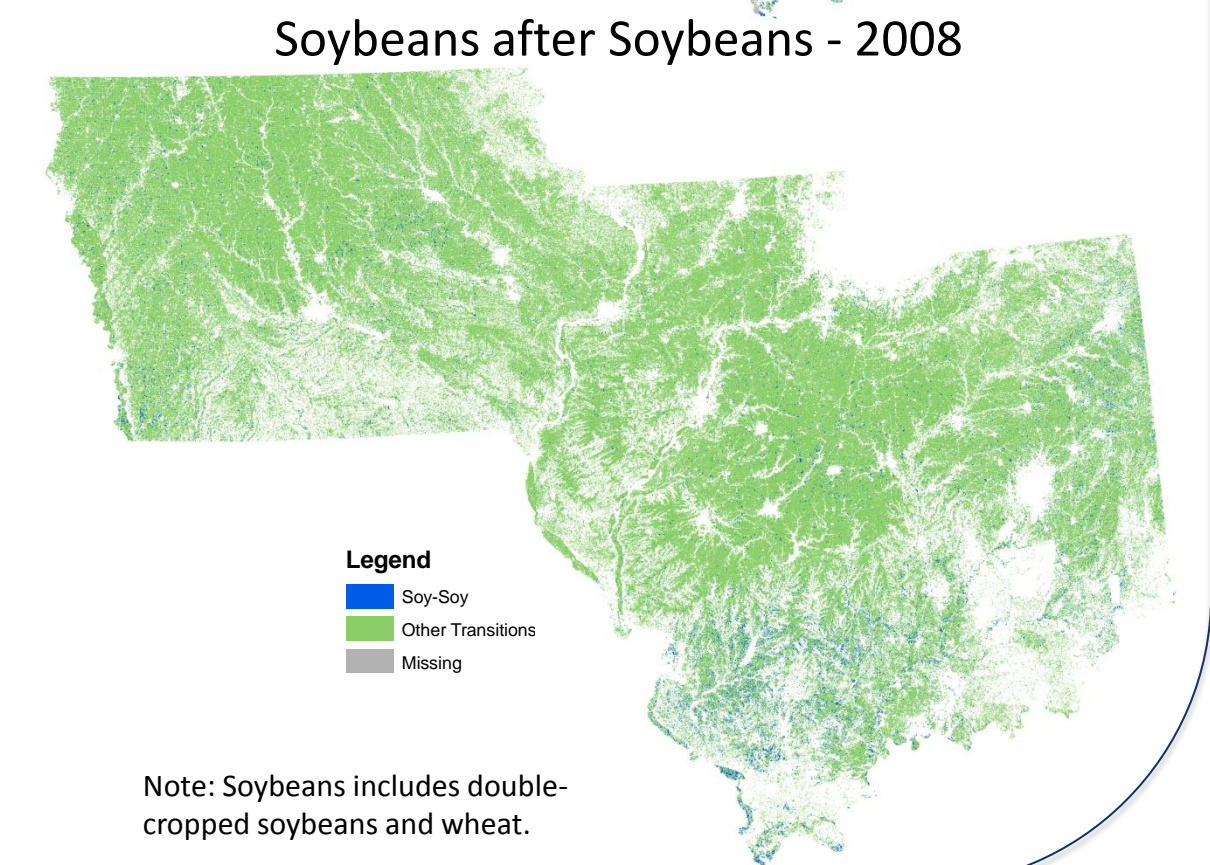 Soybeans after Soybeans - 2008
Legend
Soy-Soy
Other Transitions
Missing
Note: Soybeans includes double-
cropped soybeans and wheat.